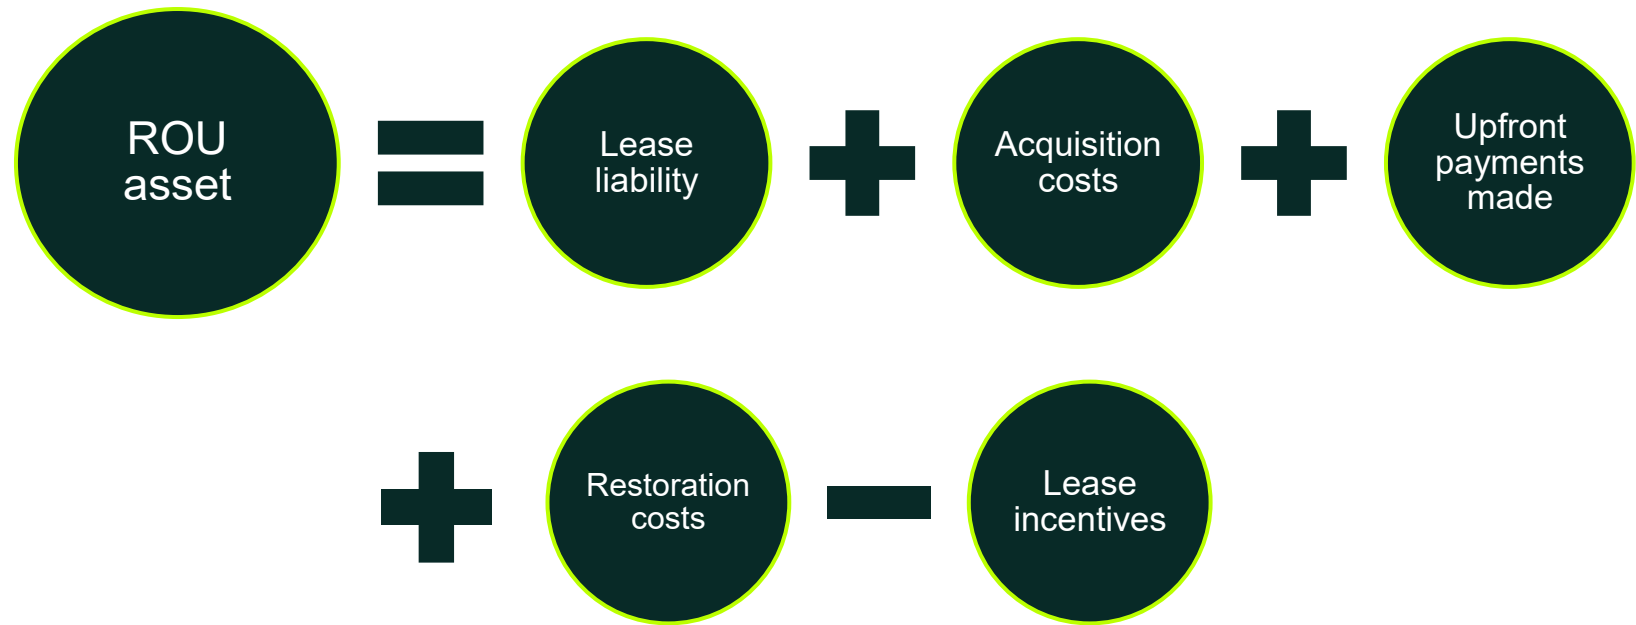 ROU
asset
Lease
liability
Acquisition
costs
Upfront
payments
made
Restoration
costs
Lease
incentives